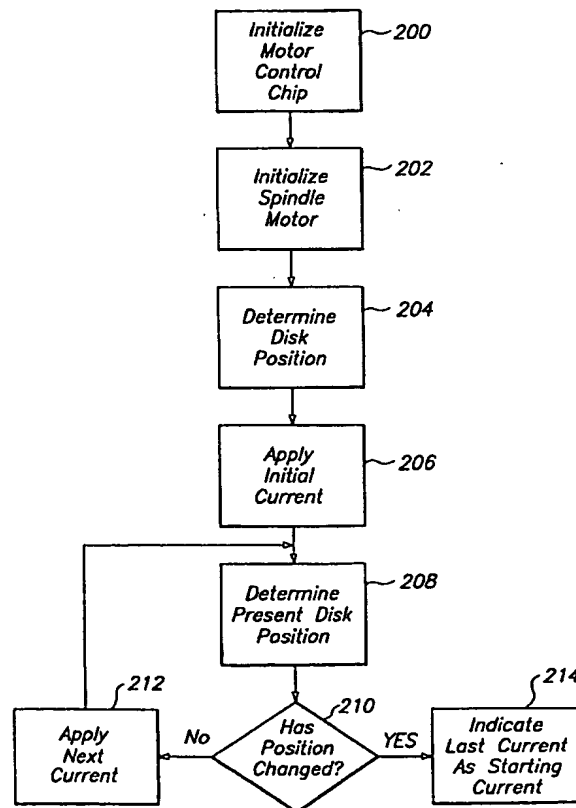 Initialize
Motor
Control
Chip
200
Initialize
Spindle
Motor
202
Determine
Disk
Position
204
Apply
Initial
Current
206
Determine
Present Disk
Position
208
Has
Position
Changed?
210
No
Apply
Next
Current
212
YES
Indicate
Last Current
As Starting
Current
214